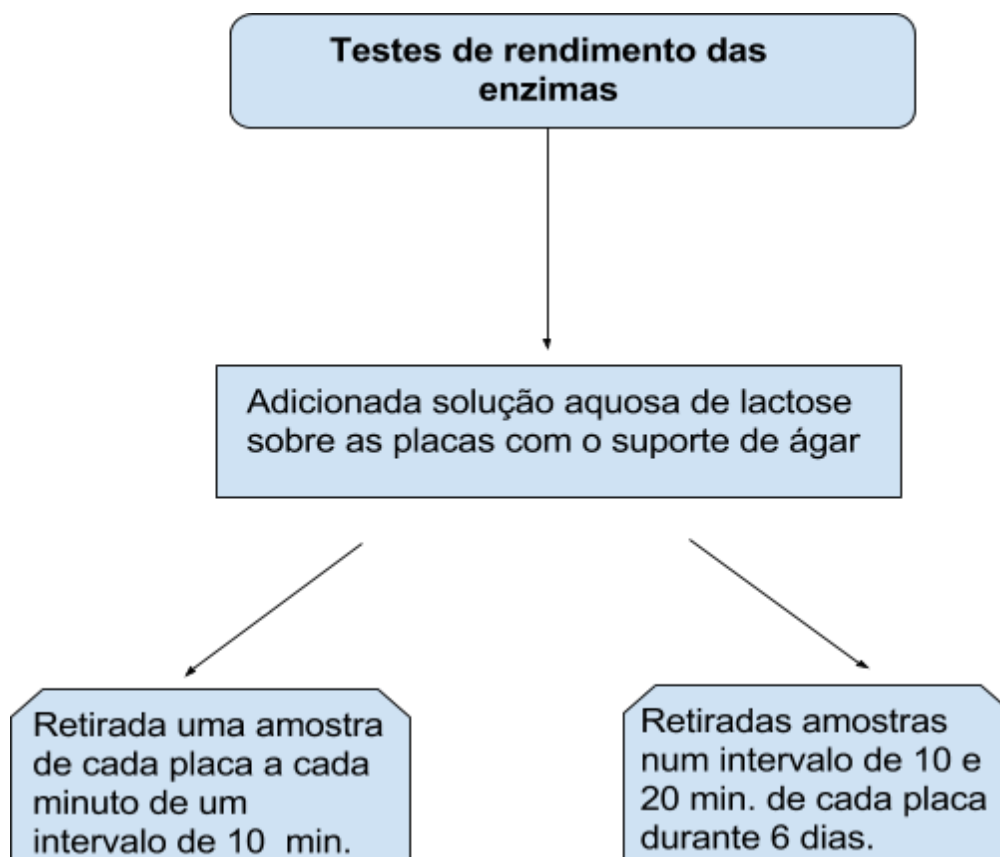 Testes de rendimento das
enzimas
Adicionada solução aquosa de lactose
sobre as placas com o suporte de ágar
Retirada uma amostra
de cada placa a cada
minuto de um
intervalo de 10 min.
Retiradas amostras
num intervalo de 10 e
20 min. de cada placa
durante 6 dias.